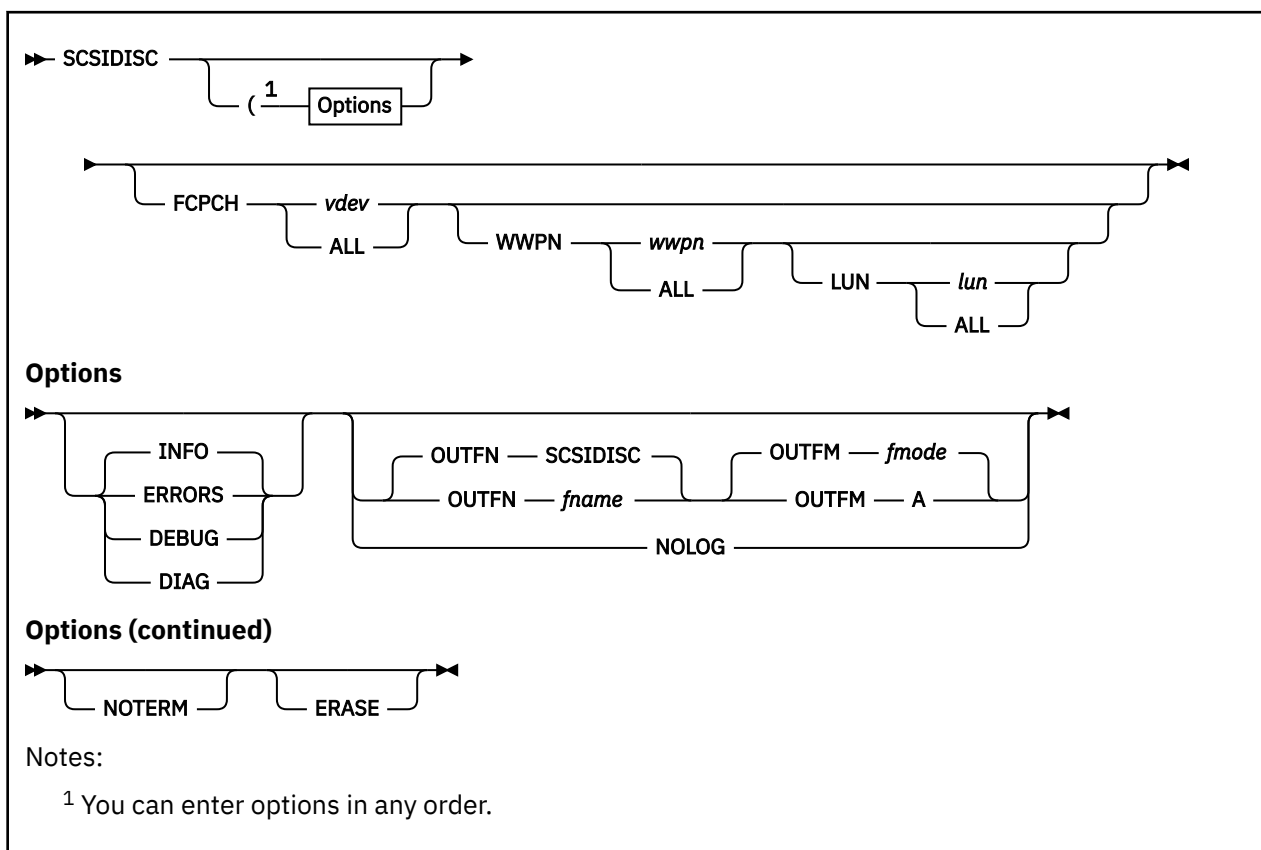 SCSIDISC
( 1 Options
FCPCH vdev
ALL
WWPN wwpn
ALL
LUN lun
ALL
Options
INFO
ERRORS
DEBUG
DIAG
OUTFN SCSIDISC
OUTFN fname
OUTFM fmode
OUTFM A
NOLOG
Options (continued)
NOTERM
ERASE
Notes:
1 You can enter options in any order.